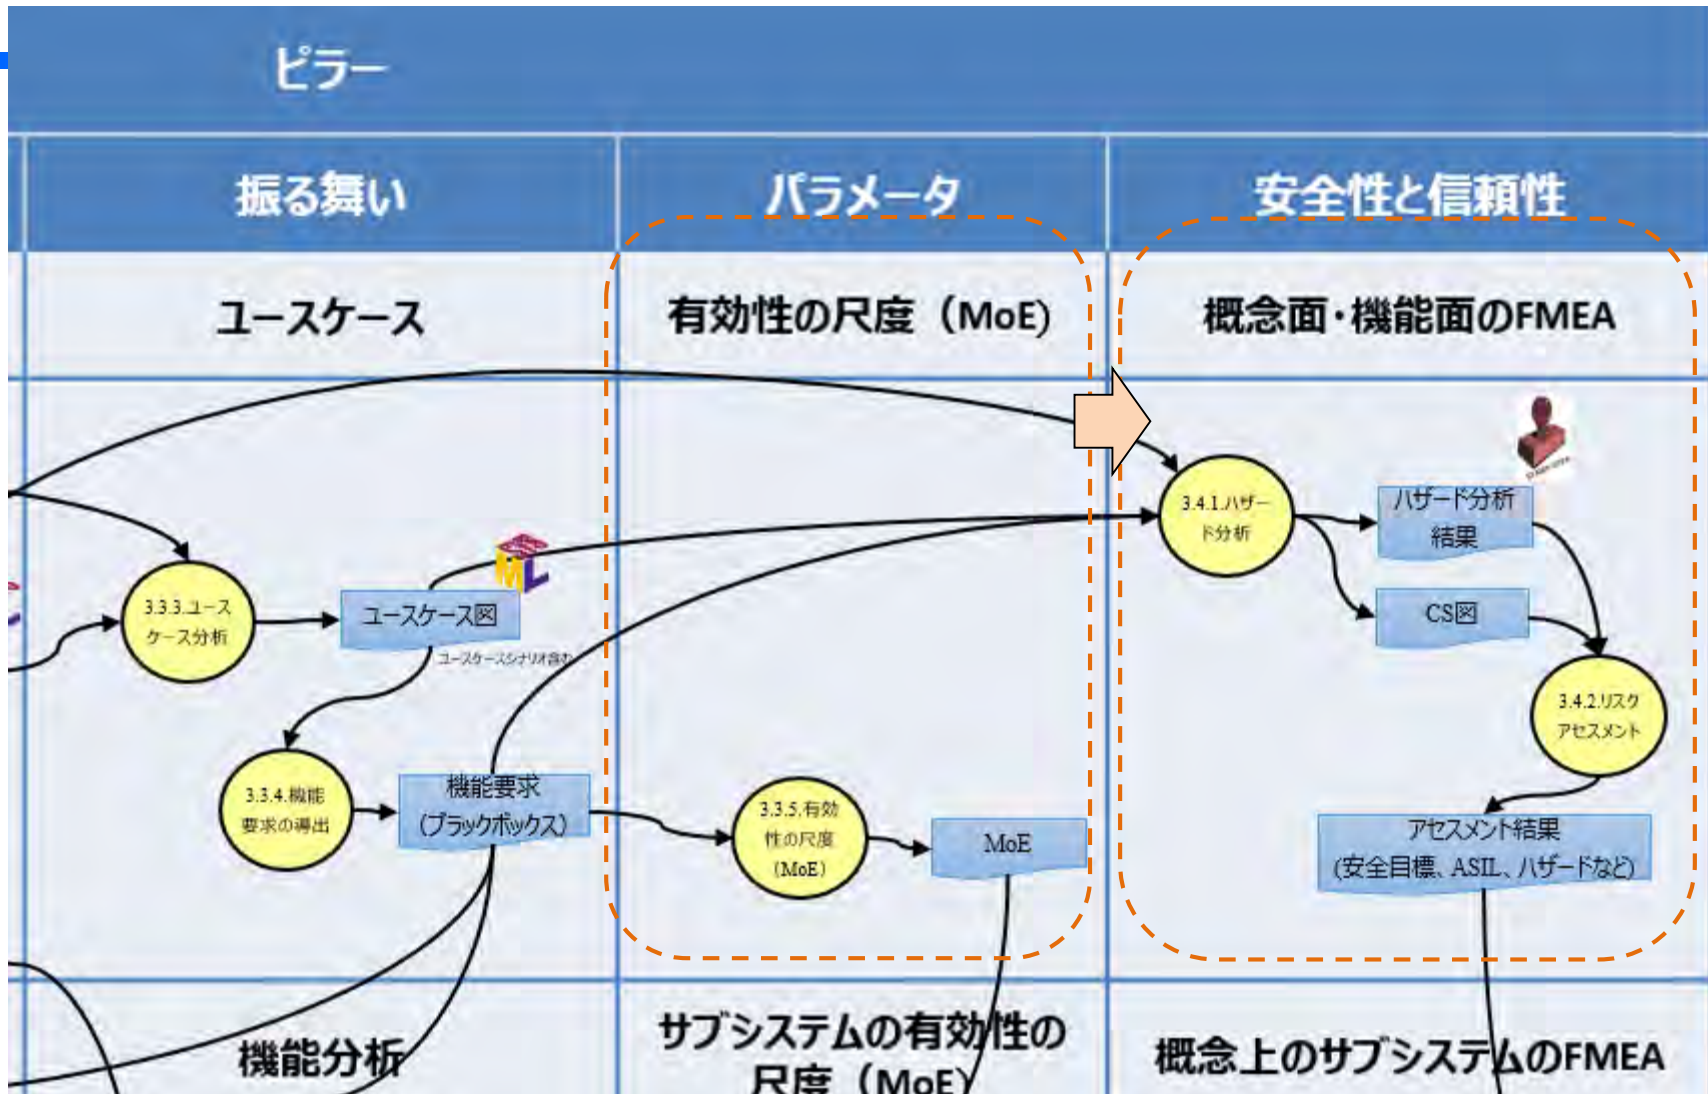 ピラー
振る舞い
パラメータ
安全性と信頼性
ユースケース
有効性の尺度（MoE）
概念面・機能面のFMEA
3.4.1.ハザー
ド分析
ハザード分析
結果
CS図
3.3.3.ユース
ケース分析
ユースケース図
ユースケースシナリオ含む
ML
3.4.2.リスク
アセスメント
3.3.4.機能
要求の導出
機能要求
（ブラックボックス）
3.3.5.有効
性の尺度
（MoE）
MoE
アセスメント結果
（安全目標、ASIL、ハザードなど）
機能分析
サブシステムの有効性の
尺度（MoE）
概念上のサブシステムのFMEA